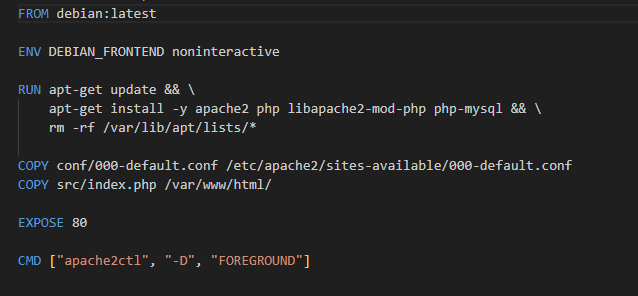 FROM debian:latest
ENV DEBIAN_FRONTEND noninteractive
RUN apt-get update && \
    apt-get install -y apache2 php libapache2-mod-php php-mysql && \
    rm -rf /var/lib/apt/lists/*
COPY conf/000-default.conf /etc/apache2/sites-available/000-default.conf
COPY src/index.php /var/www/html/
EXPOSE 80
CMD ["apache2ctl", "-D", "FOREGROUND"]